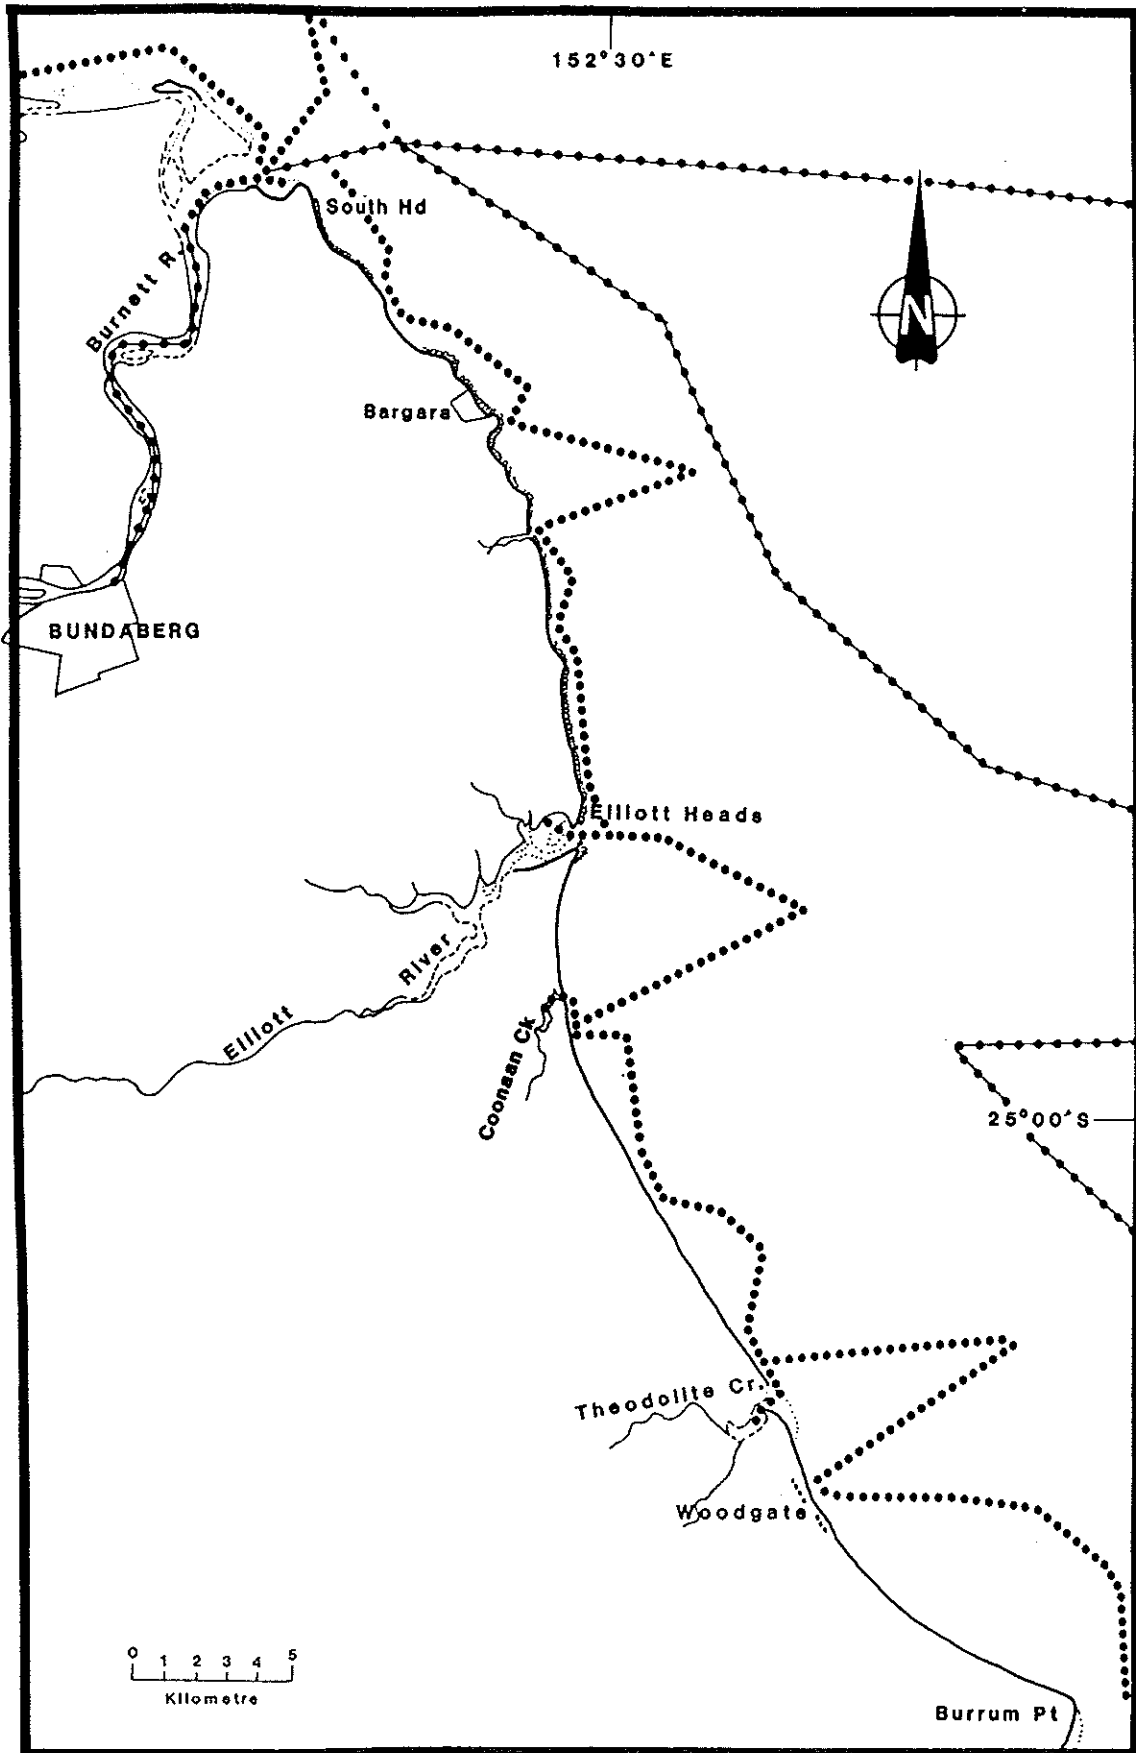 152°30'E
South Hd
Burnett R.
N
Bargara
BUNDABERG
Elliott Heads
Elliott River
Coonaan Ck
25°00'S
Theodolite Cr.
Woodgate
0 1 2 3 4 5
Kilometre
Burrum Pt